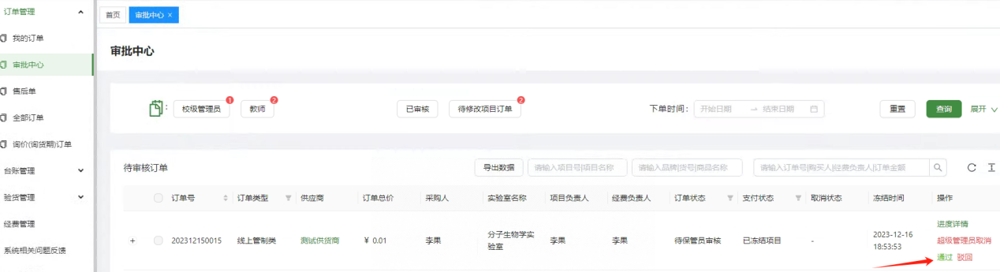 订单管理
我的订单
审批中心
售后单
全部订单
询价(询货期)订单
台账管理
验货管理
经费管理
系统相关问题反馈
首页 审批中心 ×
审批中心
: 校级管理员 1 教师 2 已审核 待修改项目订单 2 下单时间: 开始日期 → 结束日期 重置 查询 展开
待审核订单 导出数据 请输入项目号|项目名称 请输入品牌|货号|商品名称 请输入订单号|购买人|经费负责人|订单金额
订单号 订单类型 供应商 订单总价 采购人 实验室名称 项目负责人 经费负责人 订单状态 支付状态 取消状态 冻结时间 操作
+ 202312150015 线上管制类 测试供货商 ¥ 0.01 李果 分子生物学实验室 李果 李果 待保管员审核 已冻结项目 - 2023-12-16 18:53:53 进度详情
超级管理员取消
通过 驳回